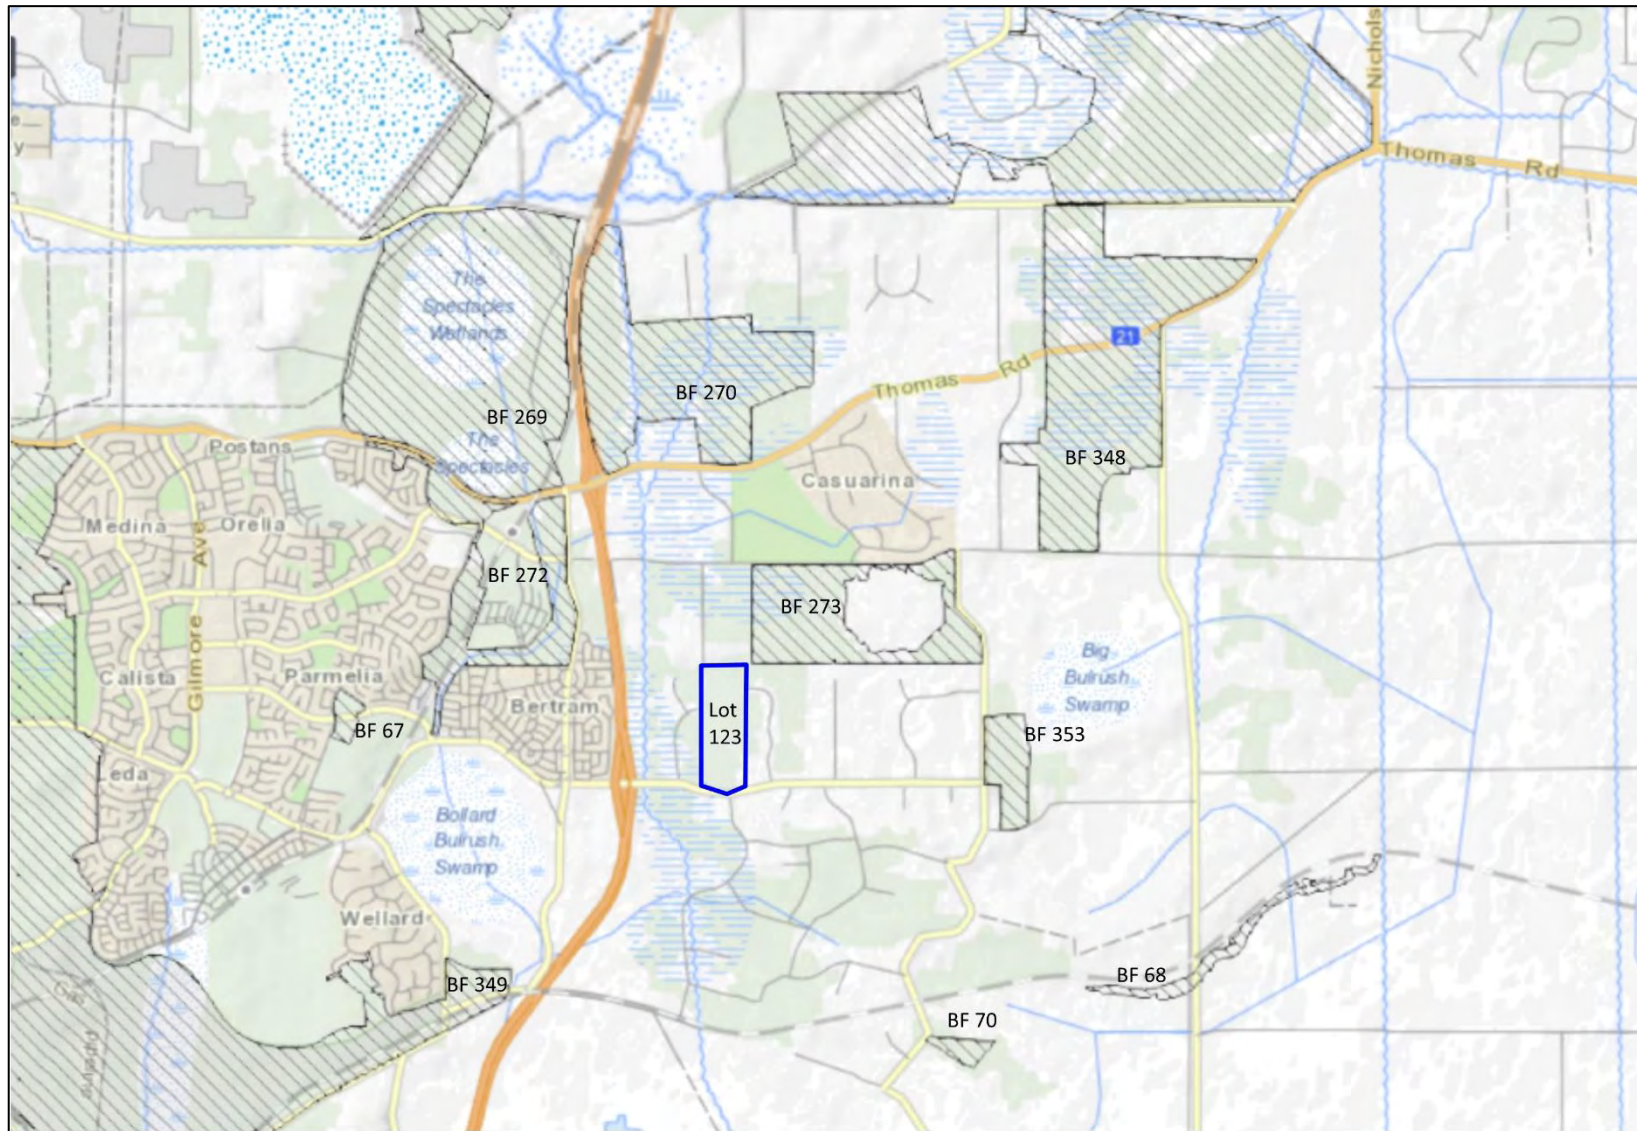 Nichols
e
y
Thomas Rd
The
Spectacles
Wetlands
21
Thomas Rd
BF 270
BF 269
The
Spectacles
Postans
BF 348
Casuarina
Medina
Orelia
Gilmore Ave
BF 272
BF 273
Big
Bulrush
Swamp
Calista
Parmelia
Bertram
Lot
123
BF 67
BF 353
Leda
Bollard
Bulrush
Swamp
Wellard
BF 349
BF 68
Gas
pipeline
BF 70